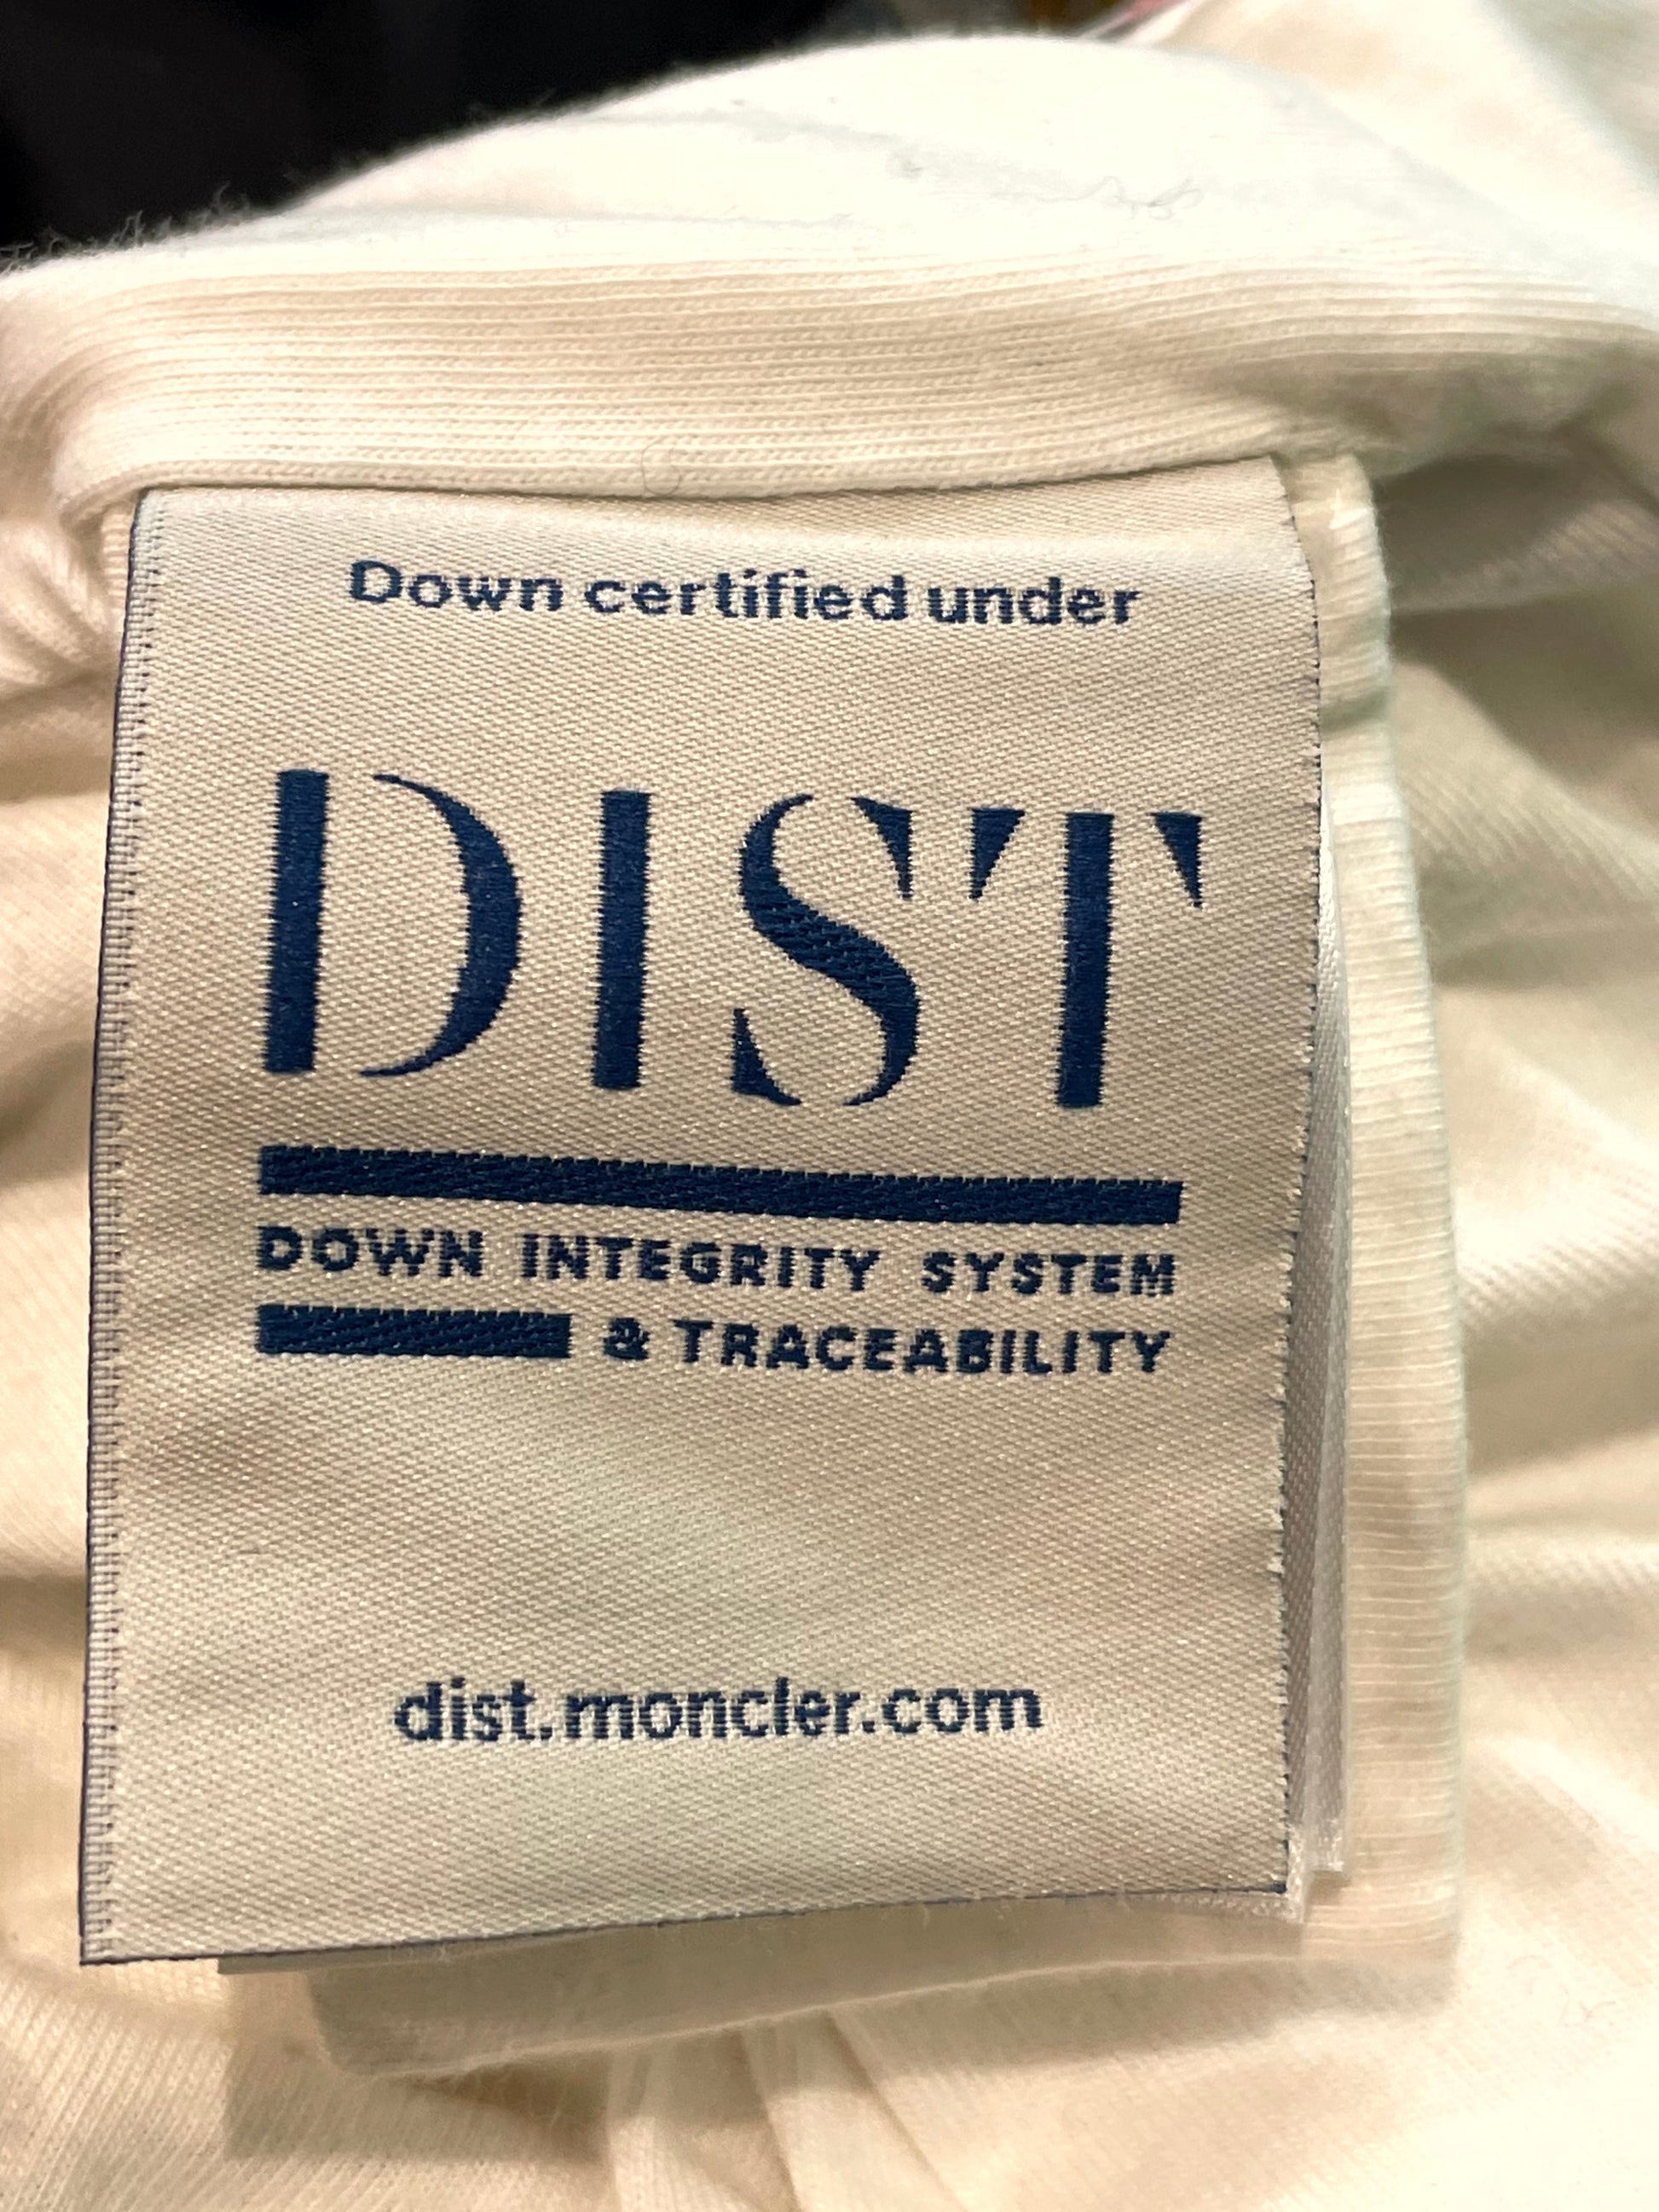 Down certified under
DIST
DOWN INTEGRITY SYSTEM
& TRACEABILITY
dist.moncler.com